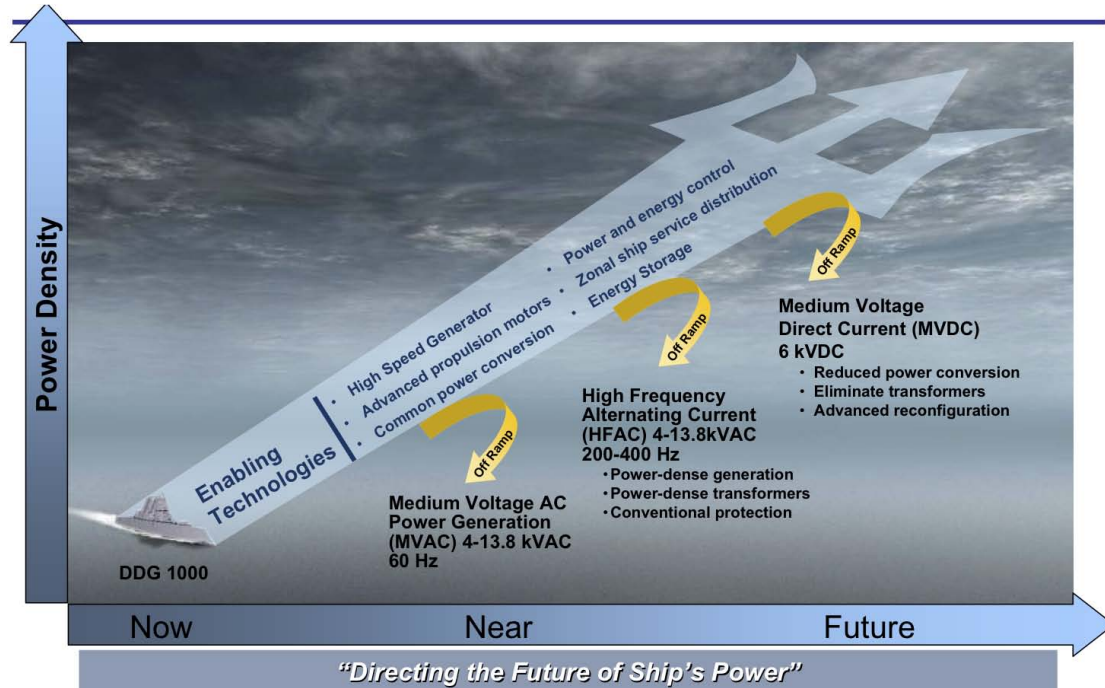 Power Density
Enabling
Technologies
• High Speed Generator
• Advanced propulsion motors
• Common power conversion
• Power and energy control
• Zonal ship service distribution
• Energy Storage
Off Ramp
Medium Voltage AC
Power Generation
(MVAC) 4-13.8 kVAC
60 Hz
Off Ramp
High Frequency
Alternating Current
(HFAC) 4-13.8kVAC
200-400 Hz
•Power-dense generation
•Power-dense transformers
•Conventional protection
Off Ramp
Medium Voltage
Direct Current (MVDC)
6 kVDC
• Reduced power conversion
• Eliminate transformers
• Advanced reconfiguration
DDG 1000
Now
Near
Future
“Directing the Future of Ship’s Power”